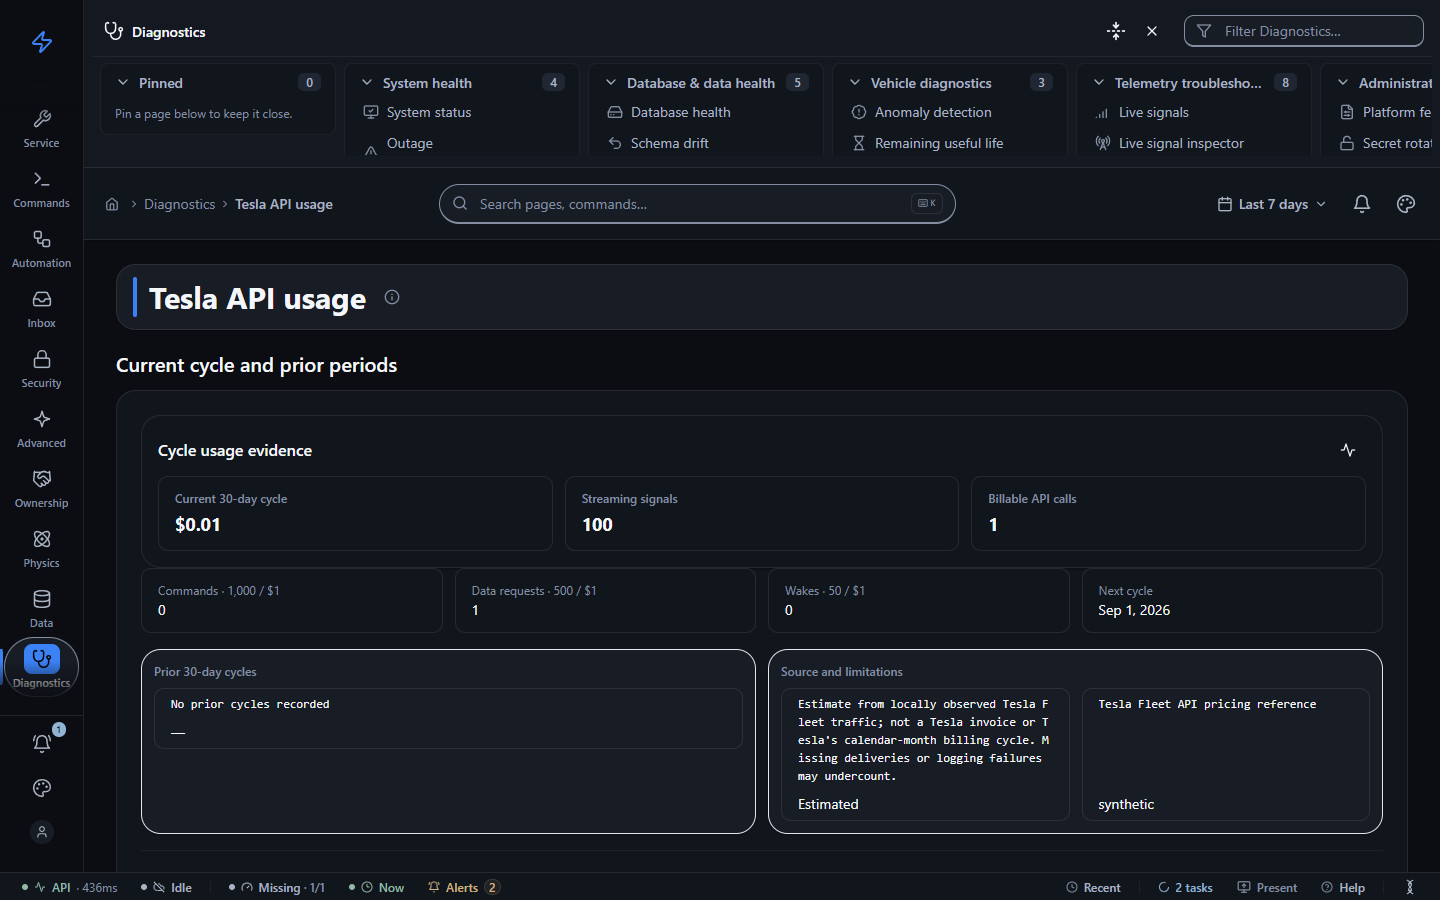 Diagnostics
Filter Diagnostics...
Pinned 0
Pin a page below to keep it close.
System health 4
System status
Outage
Database & data health 5
Database health
Schema drift
Vehicle diagnostics 3
Anomaly detection
Remaining useful life
Telemetry troublesho... 8
Live signals
Live signal inspector
Administrat
Platform fe
Secret rotat
Service
Commands
Automation
Inbox
Security
Advanced
Ownership
Physics
Data
Diagnostics
1
Diagnostics
Tesla API usage
Search pages, commands...
K
Last 7 days
Tesla API usage
Current cycle and prior periods
Cycle usage evidence
Current 30-day cycle
$0.01
Streaming signals
100
Billable API calls
1
Commands · 1,000 / $1
0
Data requests · 500 / $1
1
Wakes · 50 / $1
0
Next cycle
Sep 1, 2026
Prior 30-day cycles
No prior cycles recorded
—
Source and limitations
Estimate from locally observed Tesla F
leet traffic; not a Tesla invoice or T
esla's calendar-month billing cycle. M
issing deliveries or logging failures
may undercount.
Estimated
Tesla Fleet API pricing reference
synthetic
API · 436ms
Idle
Missing · 1/1
Now
Alerts 2
Recent
2 tasks
Present
Help